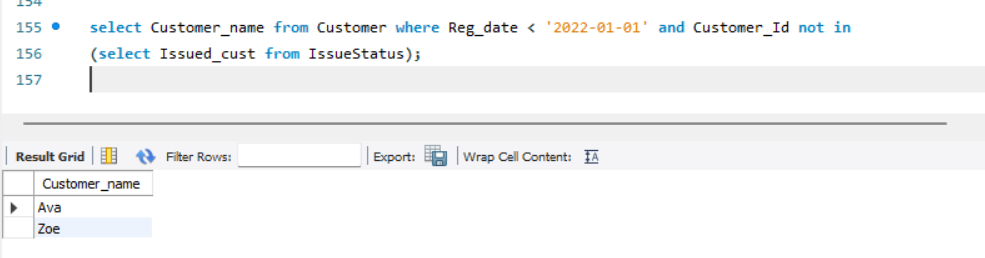 154
155 select Customer_name from Customer where Reg_date < '2022-01-01' and Customer_Id not in
156 (select Issued_cust from IssueStatus);
157
Result Grid Filter Rows: Export: Wrap Cell Content: IA
Customer_name
Ava
Zoe